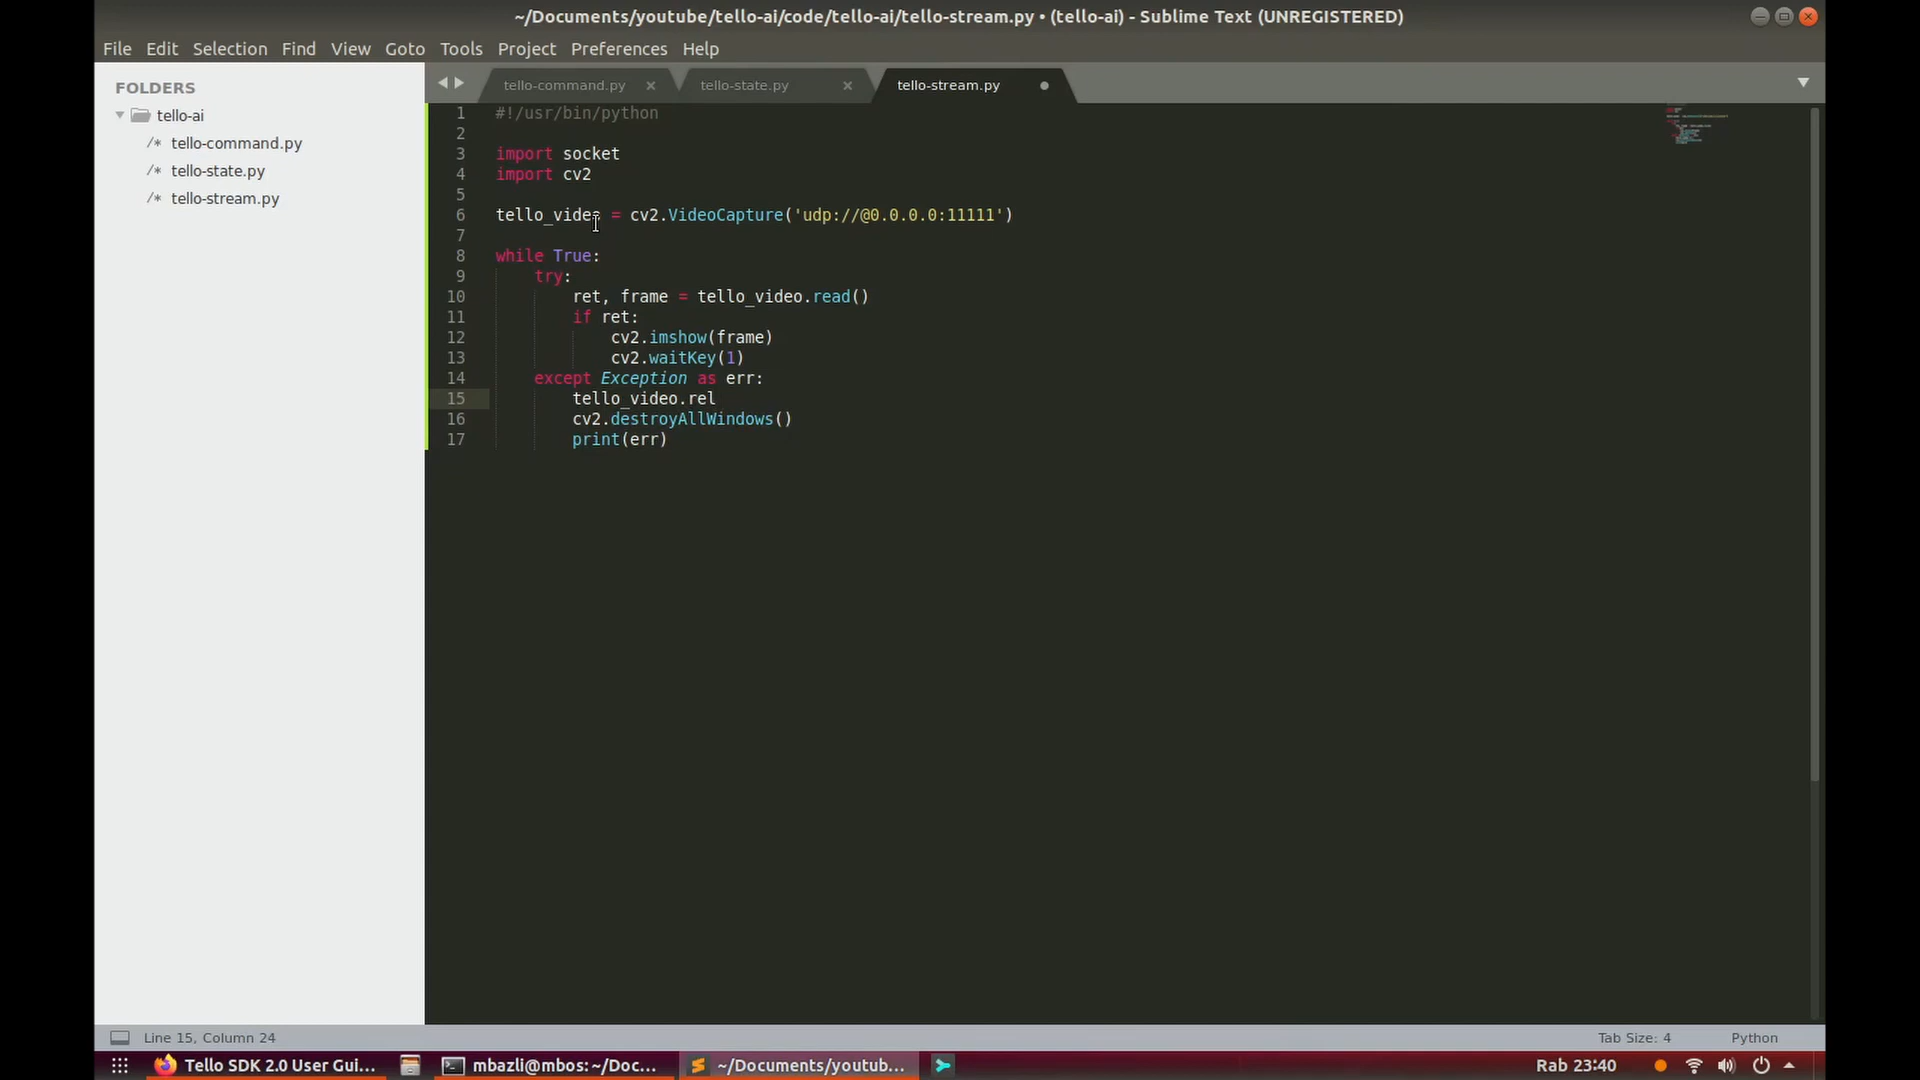 ~/Documents/youtube/tello-ai/code/tello-ai/tello-stream.py • (tello-ai) - Sublime Text (UNREGISTERED)
File Edit Selection Find View Goto Tools Project Preferences Help
FOLDERS
tello-ai
/* tello-command.py
/* tello-state.py
/* tello-stream.py
tello-command.py × tello-state.py × tello-stream.py
1 #!/usr/bin/python
2
3 import socket
4 import cv2
5
6 tello_video = cv2.VideoCapture('udp://@0.0.0.0:11111')
7
8 while True:
9     try:
10         ret, frame = tello_video.read()
11         if ret:
12             cv2.imshow(frame)
13             cv2.waitKey(1)
14     except Exception as err:
15         tello_video.rel
16         cv2.destroyAllWindows()
17         print(err)
Line 15, Column 24 Tab Size: 4 Python
Tello SDK 2.0 User Gui... mbazli@mbos: ~/Doc... ~/Documents/youtub... Rab 23:40